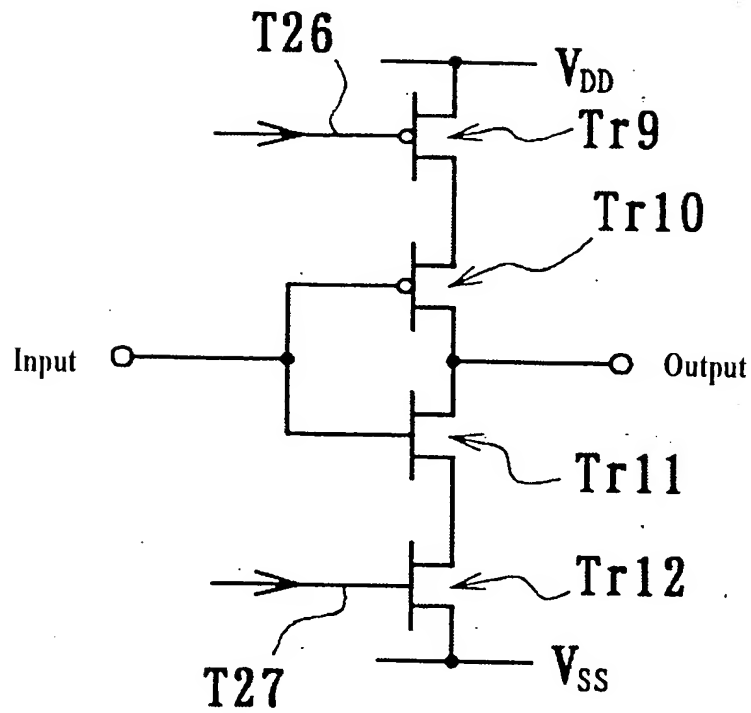 T26
VDD
Tr9
Tr10
Input
Output
Tr11
Tr12
T27
VSS